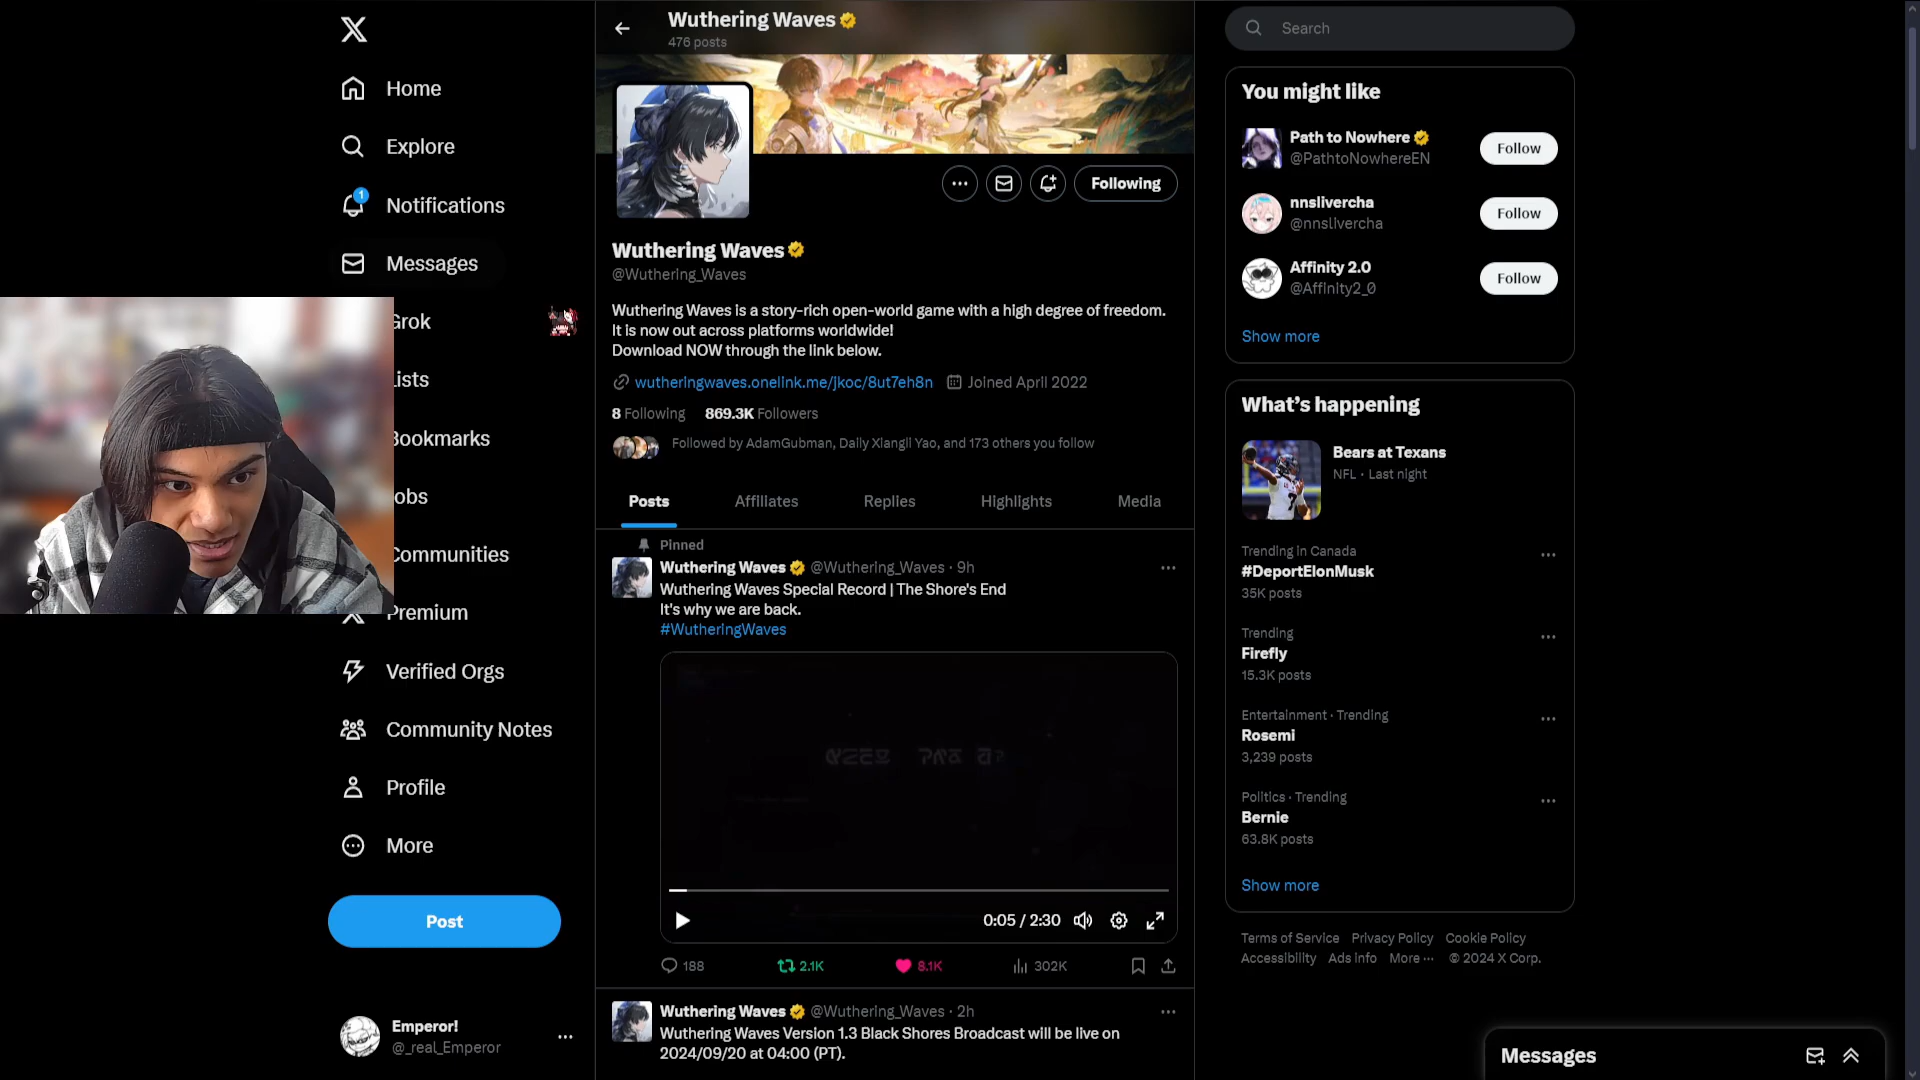 Home
Explore
1
Notifications
Messages
Grok
Lists
Bookmarks
Jobs
Communities
Premium
Verified Orgs
Community Notes
Profile
More
Post
Emperor!
@_real_Emperor
Wuthering Waves
476 posts
Following
Wuthering Waves
@Wuthering_Waves
Wuthering Waves is a story-rich open-world game with a high degree of freedom.
It is now out across platforms worldwide!
Download NOW through the link below.
wutheringwaves.onelink.me/jkoc/8ut7eh8n Joined April 2022
8 Following 869.3K Followers
Followed by AdamGubman, Daily Xiangli Yao, and 173 others you follow
Posts Affiliates Replies Highlights Media
Pinned
Wuthering Waves @Wuthering_Waves · 9h
Wuthering Waves Special Record | The Shore's End
It's why we are back.
#WutheringWaves
0:05 / 2:30
188 2.1K 8.1K 302K
Wuthering Waves @Wuthering_Waves · 2h
Wuthering Waves Version 1.3 Black Shores Broadcast will be live on
2024/09/20 at 04:00 (PT).
Search
You might like
Path to Nowhere
@PathtoNowhereEN
Follow
nnslivercha
@nnslivercha
Follow
Affinity 2.0
@Affinity2_0
Follow
Show more
What's happening
Bears at Texans
NFL · Last night
Trending in Canada
#DeportElonMusk
35K posts
Trending
Firefly
15.3K posts
Entertainment · Trending
Rosemi
3,239 posts
Politics · Trending
Bernie
63.8K posts
Show more
Terms of Service Privacy Policy Cookie Policy
Accessibility Ads info More ··· © 2024 X Corp.
Messages